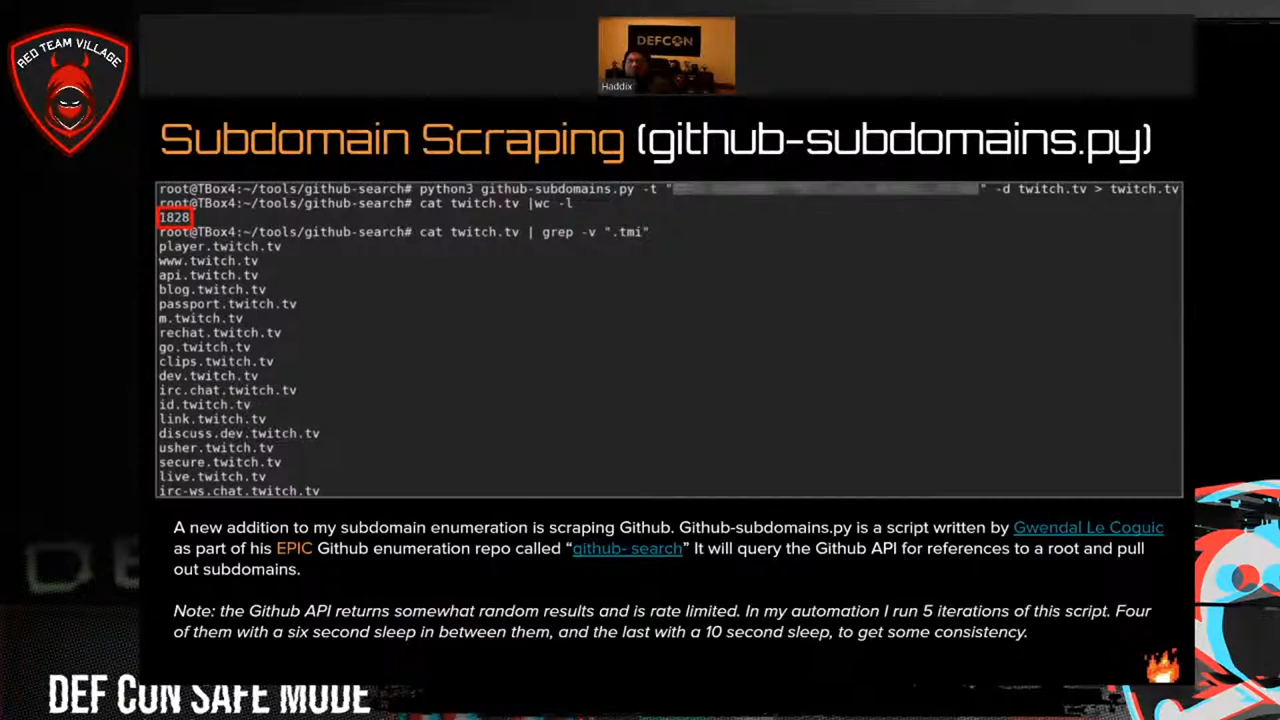 RED TEAM VILLAGE
DEFCON
Haddix
Subdomain Scraping (github-subdomains.py)
root@TBox4:~/tools/github-search# python3 github-subdomains.py -t " " -d twitch.tv > twitch.tv
root@TBox4:~/tools/github-search# cat twitch.tv |wc -l
1828
root@TBox4:~/tools/github-search# cat twitch.tv | grep -v ".tmi"
player.twitch.tv
www.twitch.tv
api.twitch.tv
blog.twitch.tv
passport.twitch.tv
m.twitch.tv
rechat.twitch.tv
go.twitch.tv
clips.twitch.tv
dev.twitch.tv
irc.chat.twitch.tv
id.twitch.tv
link.twitch.tv
discuss.dev.twitch.tv
usher.twitch.tv
secure.twitch.tv
live.twitch.tv
irc-ws.chat.twitch.tv
A new addition to my subdomain enumeration is scraping Github. Github-subdomains.py is a script written by Gwendal Le Coguic
as part of his EPIC Github enumeration repo called “github- search” It will query the Github API for references to a root and pull
out subdomains.
Note: the Github API returns somewhat random results and is rate limited. In my automation I run 5 iterations of this script. Four
of them with a six second sleep in between them, and the last with a 10 second sleep, to get some consistency.
DEF CON SAFE MODE